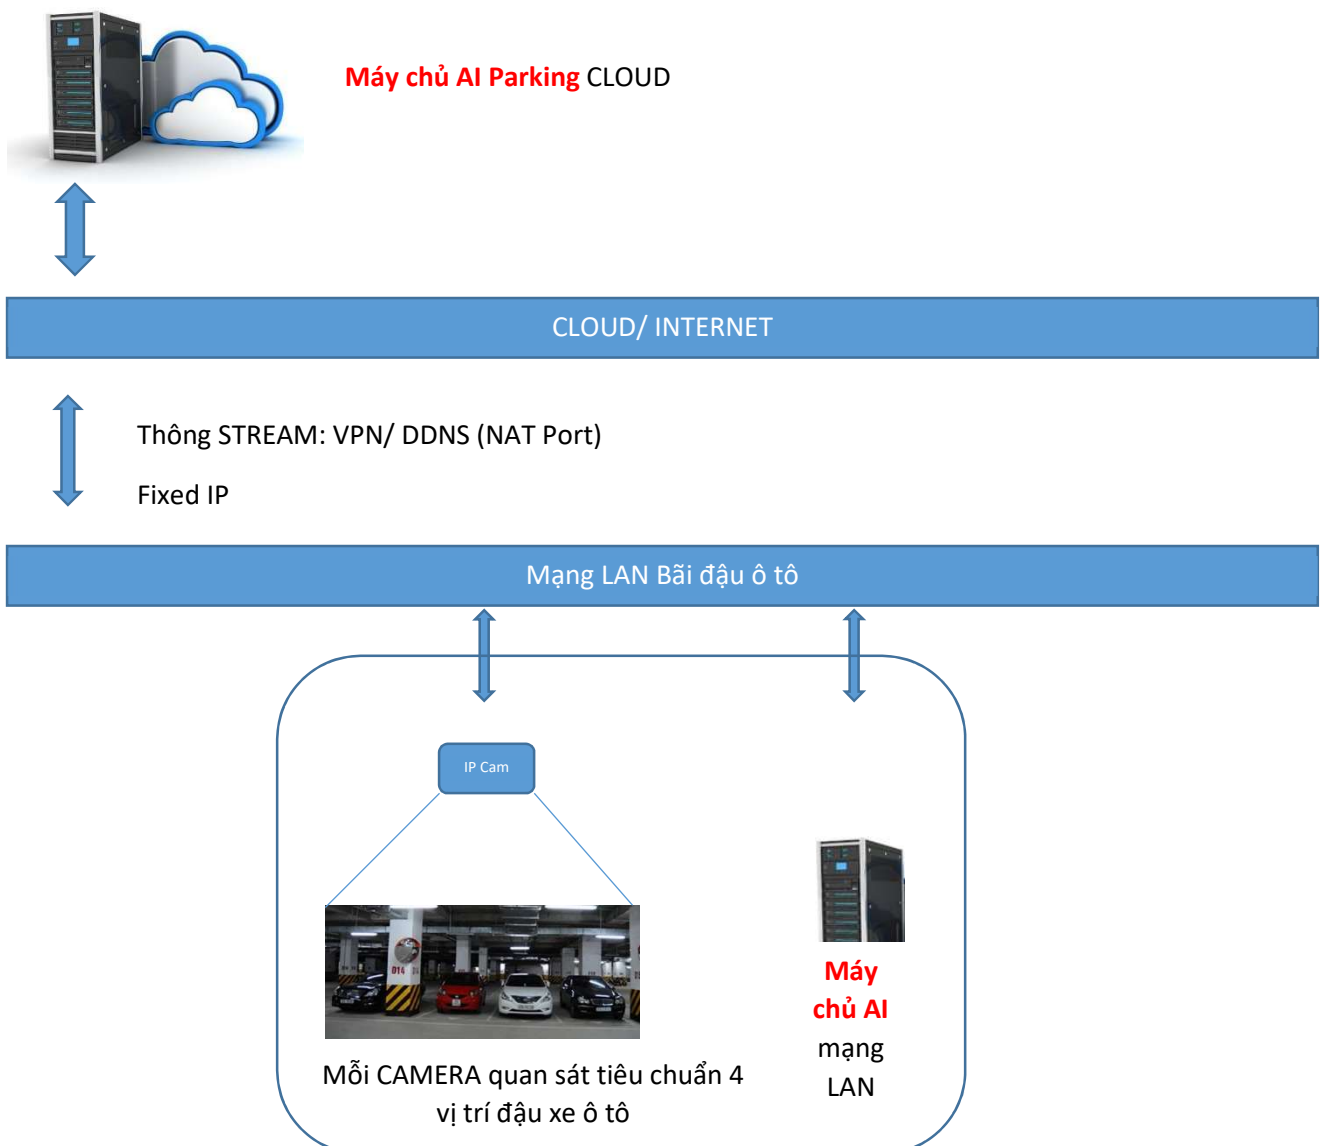 Máy chủ AI Parking CLOUD
CLOUD/ INTERNET
Thông STREAM: VPN/ DDNS (NAT Port)
Fixed IP
Mạng LAN Bãi đậu ô tô
IP Cam
D14
Mỗi CAMERA quan sát tiêu chuẩn 4
vị trí đậu xe ô tô
Máy
chủ AI
mạng
LAN